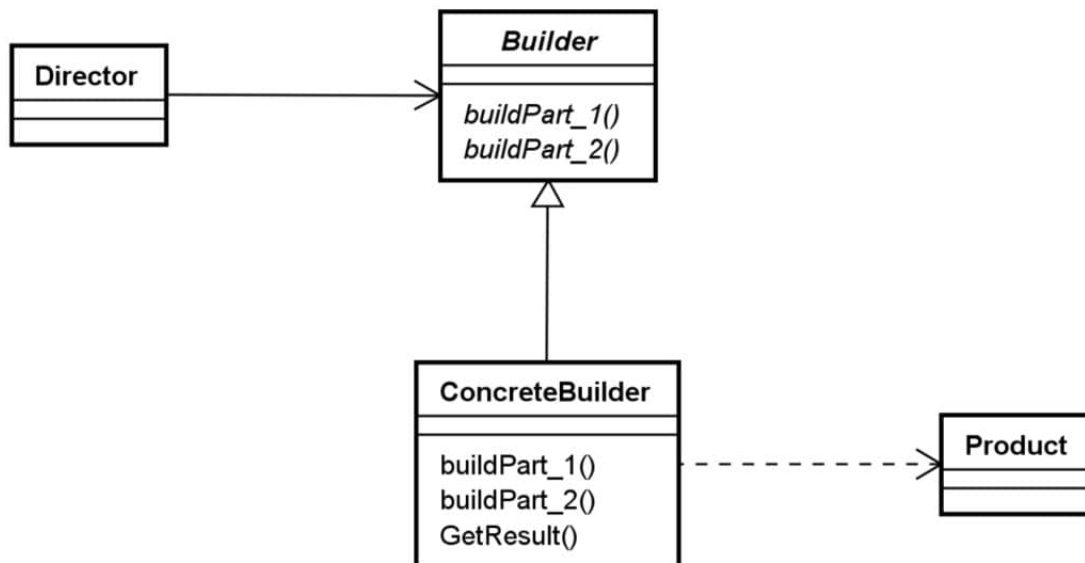 Builder
Director
buildPart_1()
buildPart_2()
ConcreteBuilder
buildPart_1()
buildPart_2()
GetResult()
Product